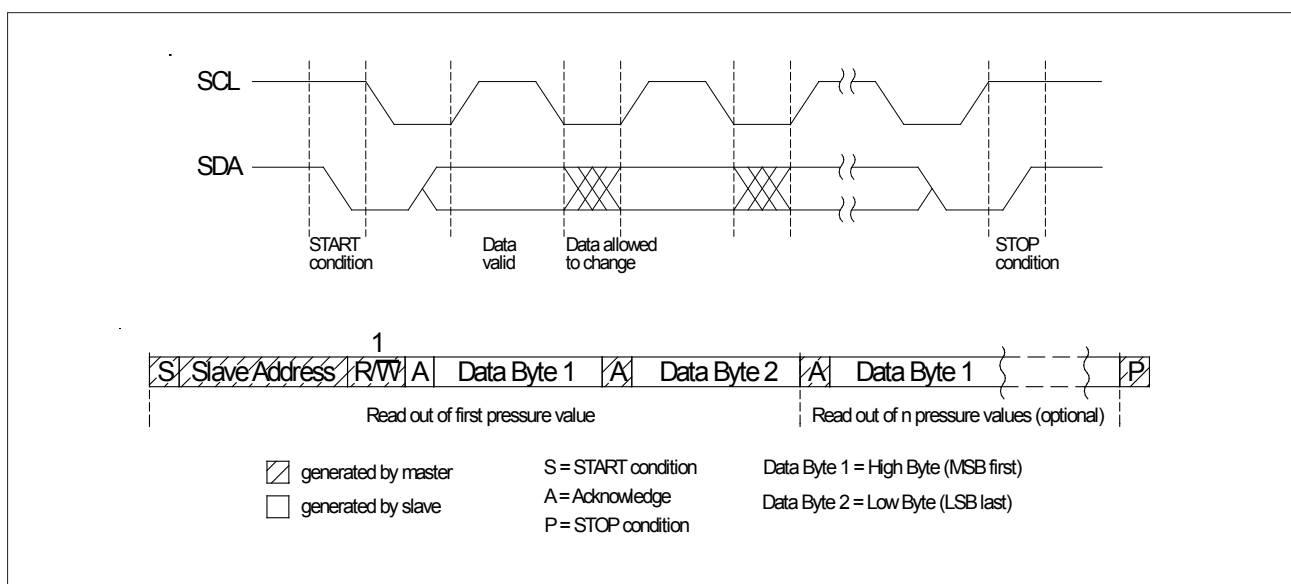 SCL
SDA
START
condition
Data
valid
Data allowed
to change
STOP
condition
1
S Slave Address R/W A Data Byte 1 A Data Byte 2 A Data Byte 1 P
Read out of first pressure value
Read out of n pressure values (optional)
generated by master
generated by slave
S = START condition
A = Acknowledge
P = STOP condition
Data Byte 1 = High Byte (MSB first)
Data Byte 2 = Low Byte (LSB last)